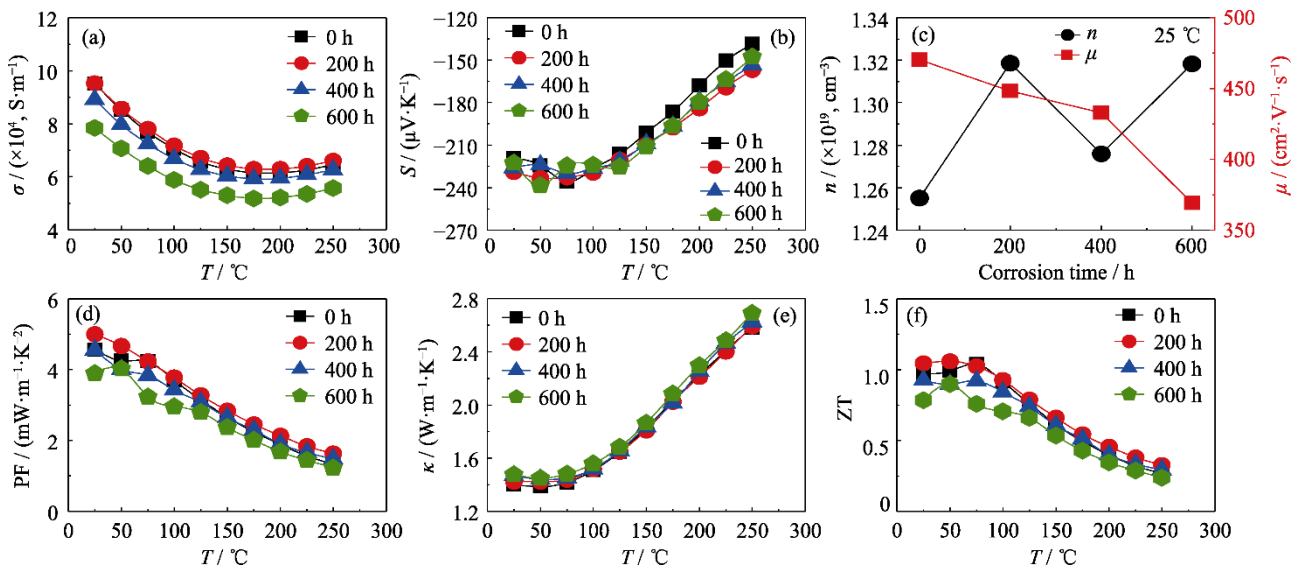 (a)
0 h
200 h
400 h
600 h
σ / (×10⁴, S·m⁻¹)
12
10
8
6
4
0 50 100 150 200 250 300
T / ℃
(b)
0 h
200 h
400 h
600 h
0 h
200 h
400 h
600 h
S / (μV·K⁻¹)
−120
−150
−180
−210
−240
−270
0 50 100 150 200 250 300
T / ℃
(c)
n
μ
25 ℃
n / (×10¹⁹, cm⁻³)
1.34
1.32
1.30
1.28
1.26
1.24
0 200 400 600
Corrosion time / h
500
450
400
350
μ / (cm²·V⁻¹·s⁻¹)
(d)
0 h
200 h
400 h
600 h
PF / (mW·m⁻¹·K⁻²)
6
4
2
0
0 50 100 150 200 250 300
T / ℃
(e)
0 h
200 h
400 h
600 h
κ / (W·m⁻¹·K⁻¹)
2.8
2.4
2.0
1.6
1.2
0 50 100 150 200 250 300
T / ℃
(f)
0 h
200 h
400 h
600 h
ZT
1.5
1.0
0.5
0
0 50 100 150 200 250 300
T / ℃